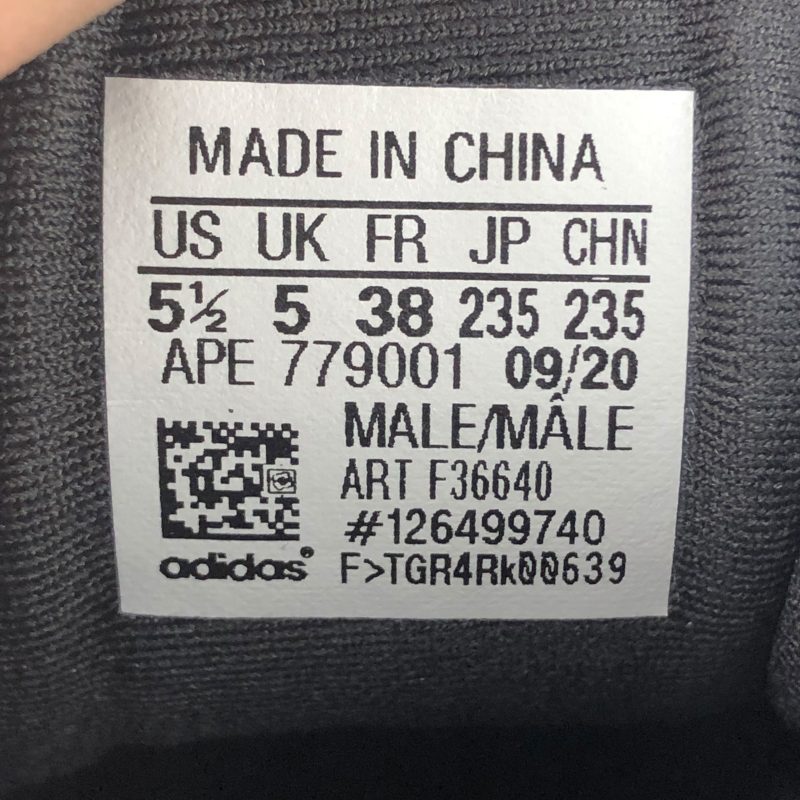 MADE IN CHINA
US UK FR JP CHN
5½ 5 38 235 235
APE 779001 09/20
MALE/MÂLE
ART F36640
#126499740
adidas® F>TGR4Rk00639